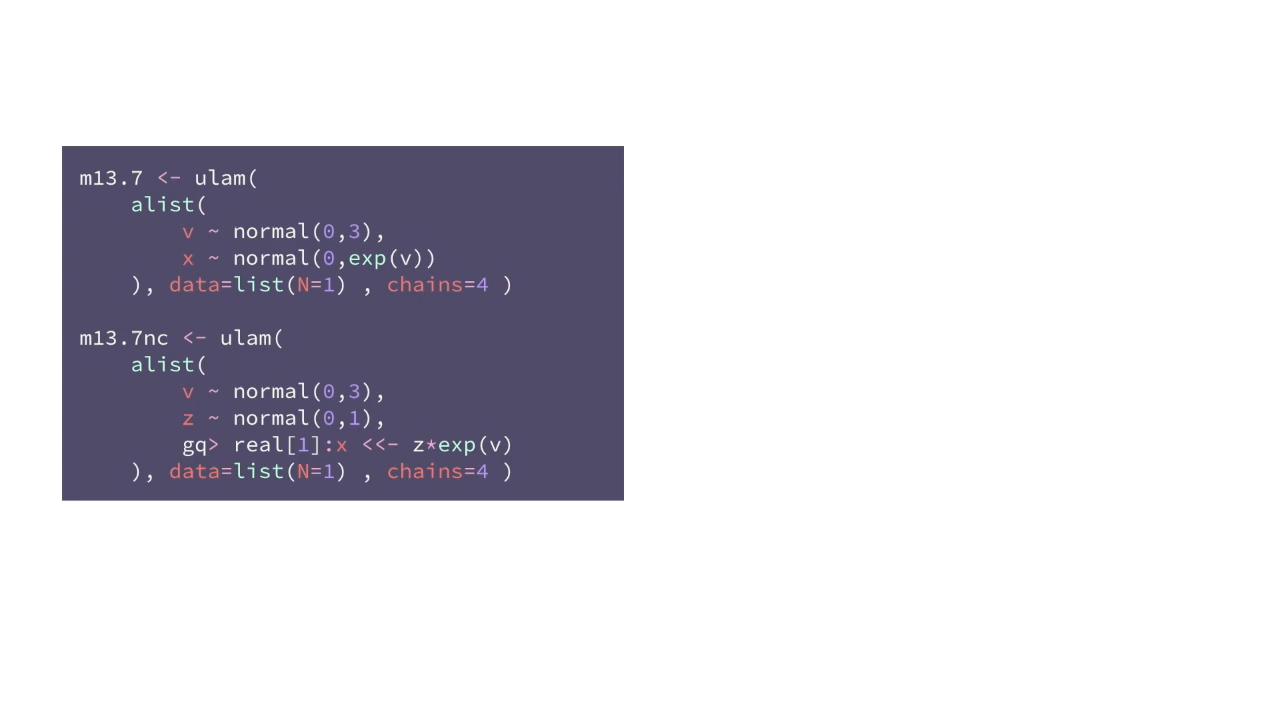 m13.7 <- ulam(
    alist(
        v ~ normal(0,3),
        x ~ normal(0,exp(v))
    ), data=list(N=1) , chains=4 )

m13.7nc <- ulam(
    alist(
        v ~ normal(0,3),
        z ~ normal(0,1),
        gq> real[1]:x <<- z*exp(v)
    ), data=list(N=1) , chains=4 )